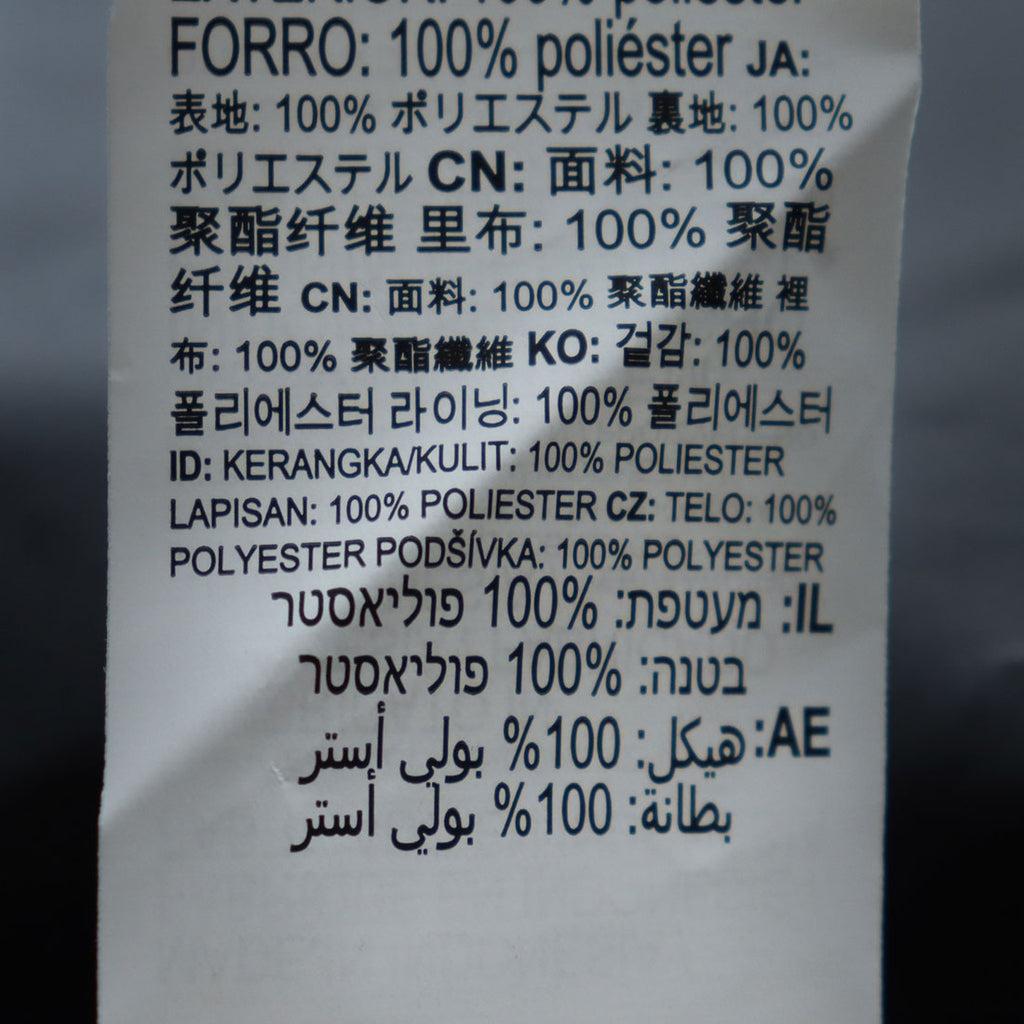 100% poliéster
FORRO: 100% poliéster JA:
表地: 100% ポリエステル 裏地: 100%
ポリエステル CN: 面料: 100%
聚酯纤维 里布: 100% 聚酯
纤维 CN: 面料: 100% 聚酯纖維 裡
布: 100% 聚酯纖維 KO: 겉감: 100%
폴리에스터 라이닝: 100% 폴리에스터
ID: KERANGKA/KULIT: 100% POLIESTER
LAPISAN: 100% POLIESTER CZ: TELO: 100%
POLYESTER PODŠÍVKA: 100% POLYESTER
IL: מעטפת: 100% פוליאסטר
בטנה: 100% פוליאסטר
AE: هيكل: 100% بولي إستر
بطانة: 100% بولي أستر